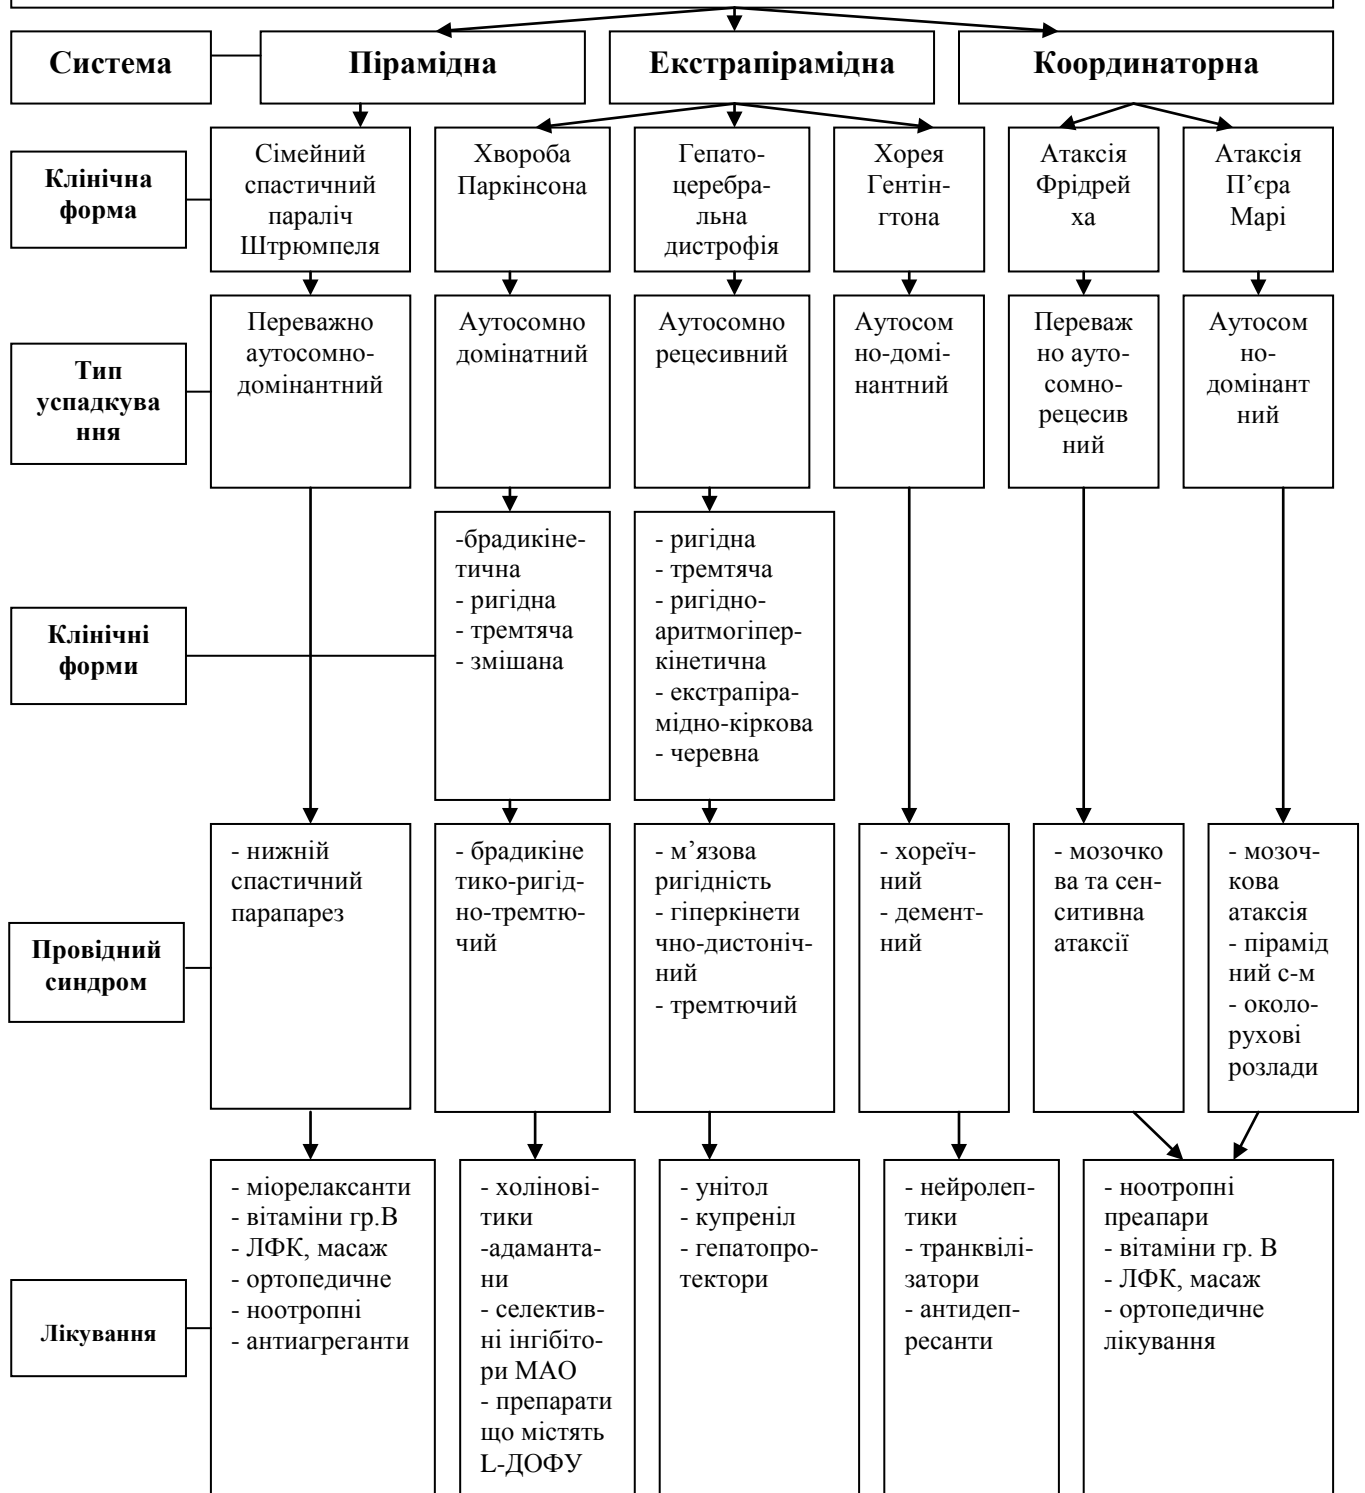 Система
Пірамідна
Екстрапірамідна
Координаторна
Клінічна
форма
Сімейний
спастичний
параліч
Штрюмпеля
Хвороба
Паркінсона
Гепато-
церебра-
льна
дистрофія
Хорея
Гентін-
гтона
Атаксія
Фрідрей
ха
Атаксія
П’єра
Марі
Тип
успадкува
ння
Переважно
аутосомно-
домінантний
Аутосомно
домінатний
Аутосомно
рецесивний
Аутосом
но-домі-
нантний
Переваж
но ауто-
сомно-
рецесив
ний
Аутосом
но-
домінант
ний
Клінічні
форми
-брадикіне-
тична
- ригідна
- тремтяча
- змішана
- ригідна
- тремтяча
- ригідно-
аритмогіпер-
кінетична
- екстрапіра-
мідно-кіркова
- черевна
Провідний
синдром
- нижній
спастичний
парапарез
- брадикіне
тико-ригід-
но-тремтю-
чий
- м’язова
ригідність
- гіперкінети
чно-дистоніч-
ний
- тремтючий
- хореїч-
ний
- демент-
ний
- мозочко
ва та сен-
ситивна
атаксії
- мозоч-
кова
атаксія
- пірамід
ний с-м
- около-
рухові
розлади
Лікування
- міорелаксанти
- вітаміни гр.В
- ЛФК, масаж
- ортопедичне
- ноотропні
- антиагреганти
- холінові-
тики
-адаманта-
ни
- селектив-
ні інгібіто-
ри МАО
- препарати
що містять
L-ДОФУ
- унітол
- купреніл
- гепатопро-
тектори
- нейролеп-
тики
- транквілі-
затори
- антидеп-
ресанти
- ноотропні
преапари
- вітаміни гр. В
- ЛФК, масаж
- ортопедичне
лікування